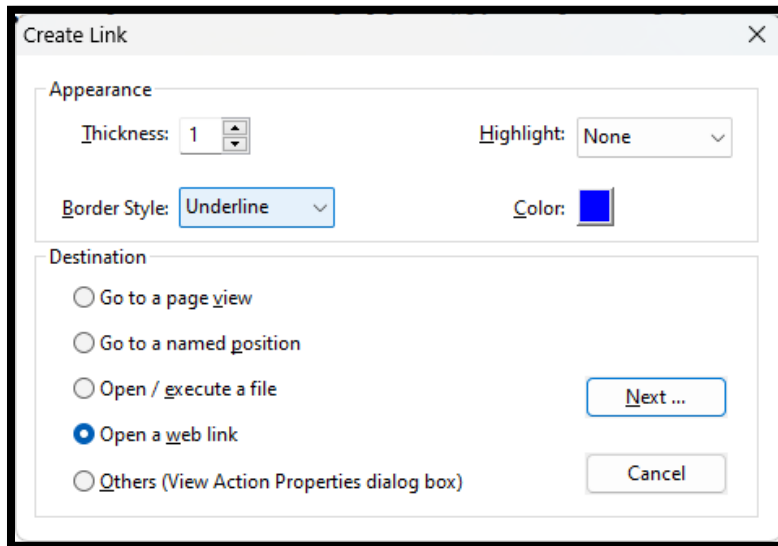 Create Link
Appearance
Thickness: 1 Highlight: None
Border Style: Underline Color:
Destination
Go to a page view
Go to a named position
Open / execute a file
Next ...
Open a web link
Cancel
Others (View Action Properties dialog box)